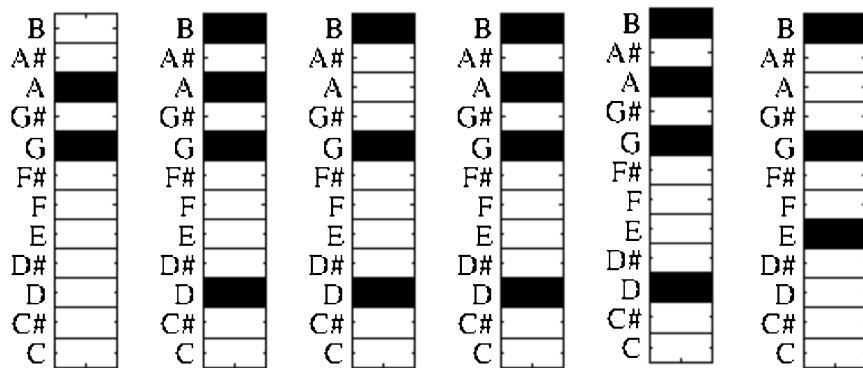 B B B B B B
A# A# A# A# A# A#
A A A A A A
G# G# G# G# G# G#
G G G G G G
F# F# F# F# F# F#
F F F F F F
E E E E E E
D# D# D# D# D# D#
D D D D D D
C# C# C# C# C# C#
C C C C C C